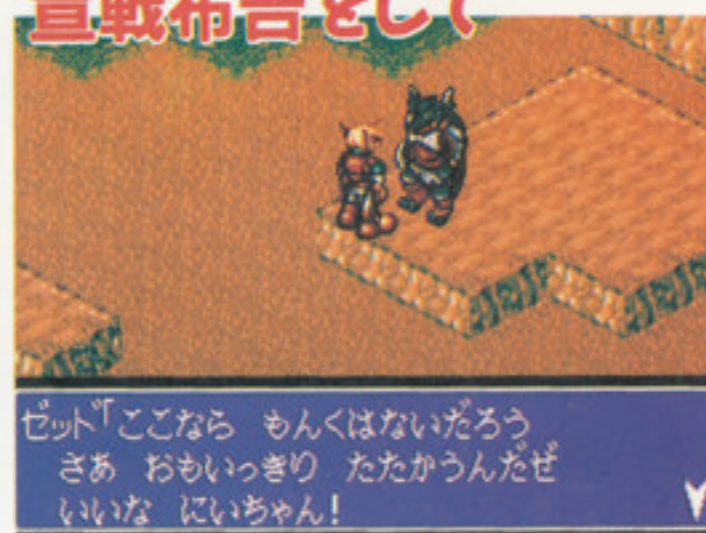 宣戦布告をして
ゼット「ここなら もんくはないだろう
さあ おもいっきり たたかうんだぜ
いいな にいちゃん!